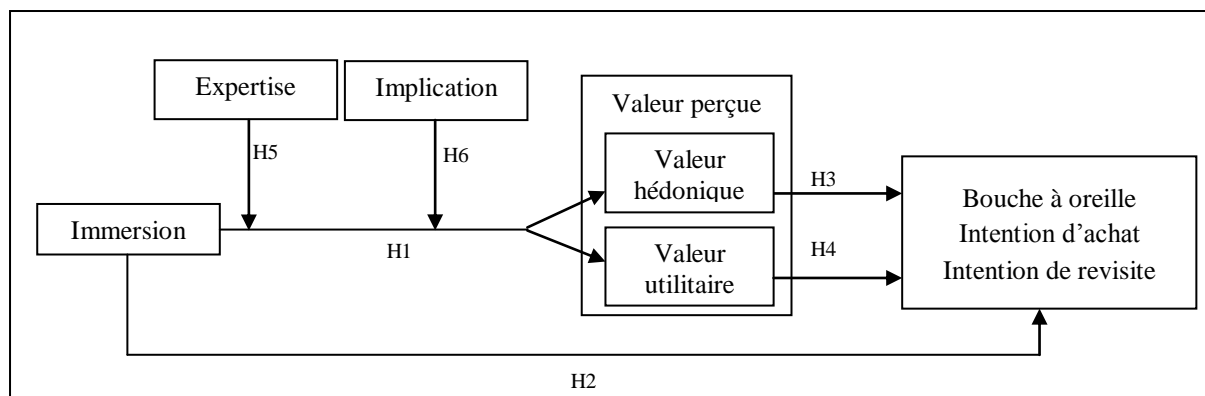 Expertise
Implication
Valeur perçue
H5
H6
Valeur
hédonique
H3
Bouche à oreille
Intention d'achat
Intention de revisite
Immersion
H1
Valeur
utilitaire
H4
H2